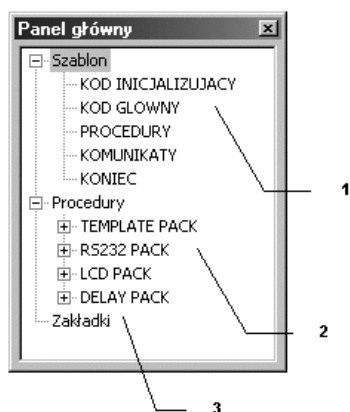 Panel główny
Szablon
KOD INICJALIZUJACY
KOD GLOWNY
PROCEDURY
KOMUNIKATY
KONIEC
1
Procedury
TEMPLATE PACK
RS232 PACK
LCD PACK
DELAY PACK
Zakładki
2
3